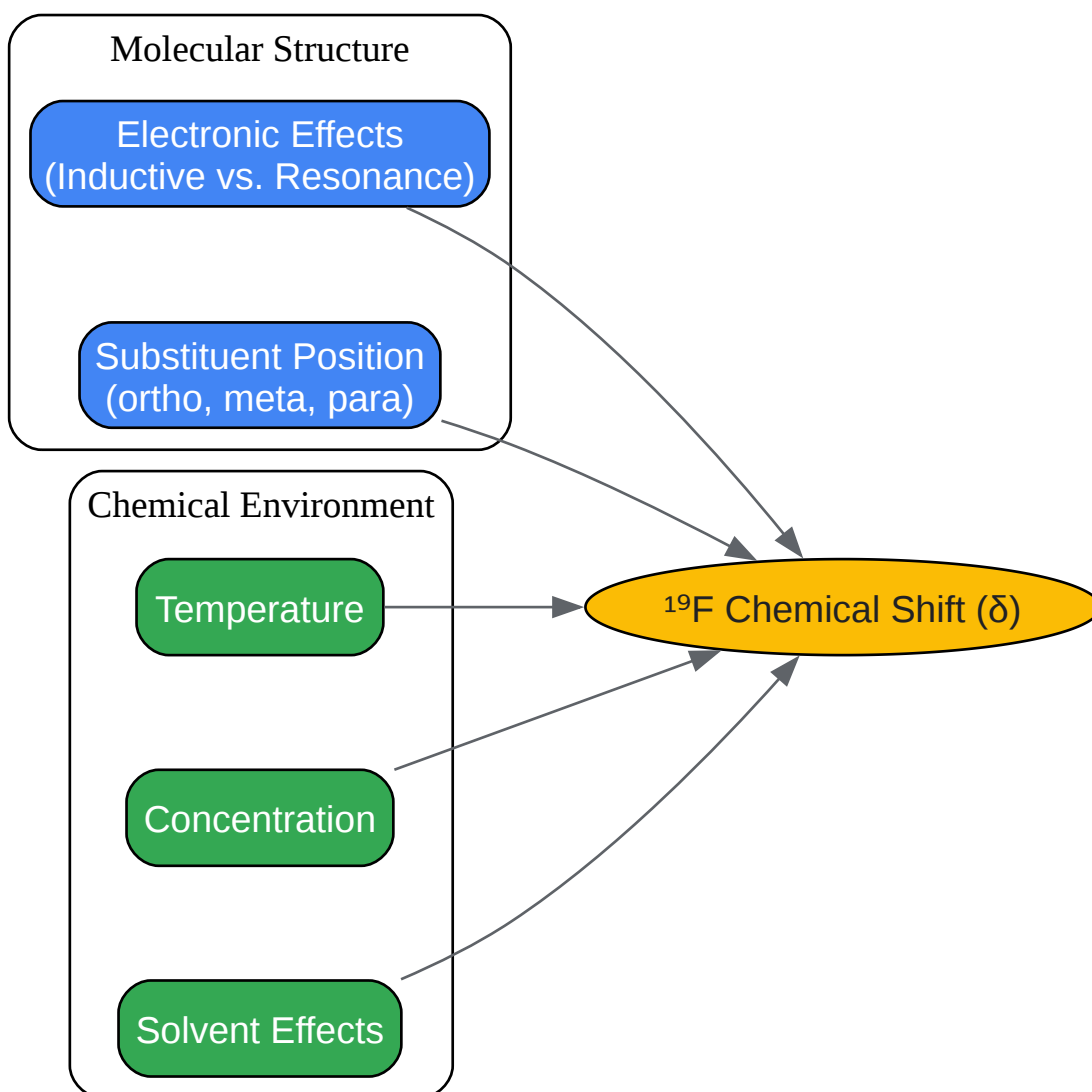 Molecular Structure
Electronic Effects
(Inductive vs. Resonance)
Substituent Position
(ortho, meta, para)
Chemical Environment
Temperature
¹⁹F Chemical Shift (δ)
Concentration
Solvent Effects